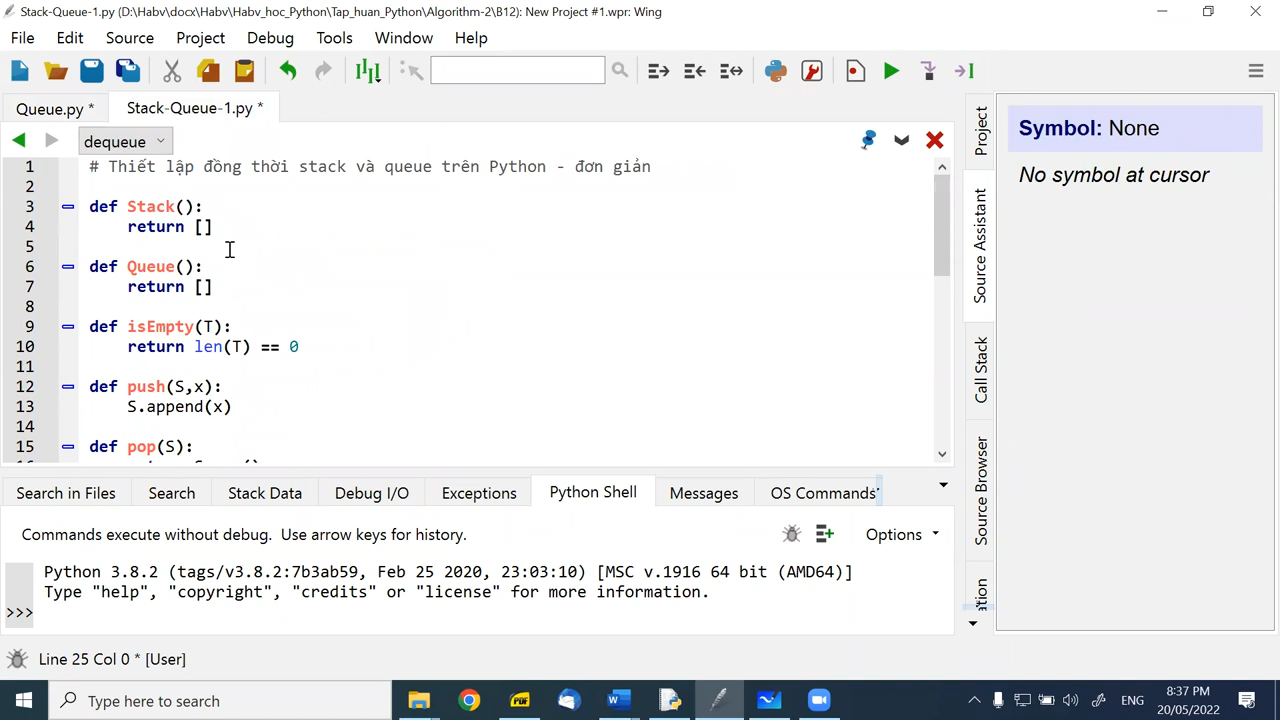 Stack-Queue-1.py (D:\Habv\docx\Habv\Habv_hoc_Python\Tap_huan_Python\Algorithm-2\B12): New Project #1.wpr: Wing
File Edit Source Project Debug Tools Window Help
Queue.py * Stack-Queue-1.py *
dequeue
1 # Thiết lập đồng thời stack và queue trên Python - đơn giản
2
3 def Stack():
4 return []
5
6 def Queue():
7 return []
8
9 def isEmpty(T):
10 return len(T) == 0
11
12 def push(S,x):
13 S.append(x)
14
15 def pop(S):
Project
Source Assistant
Call Stack
Source Browser
Symbol: None
No symbol at cursor
Search in Files Search Stack Data Debug I/O Exceptions Python Shell Messages OS Commands
Commands execute without debug. Use arrow keys for history.
Options
Python 3.8.2 (tags/v3.8.2:7b3ab59, Feb 25 2020, 23:03:10) [MSC v.1916 64 bit (AMD64)]
Type "help", "copyright", "credits" or "license" for more information.
>>>
Line 25 Col 0 * [User]
Type here to search
PDF
ENG
8:37 PM
20/05/2022